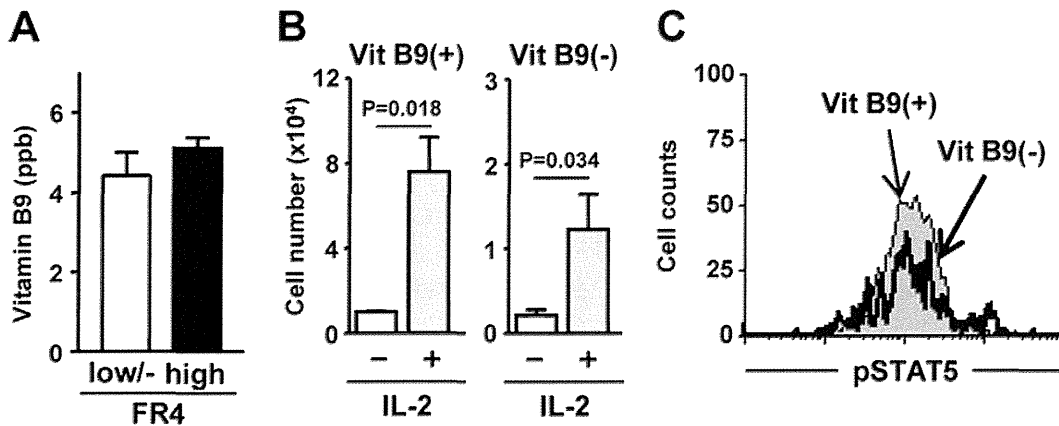 A
Vitamin B9 (ppb)
6
4
2
0
low/- high
FR4
B
Vit B9(+)
Cell number (x10⁴)
12
8
4
0
P=0.018
− +
IL-2
Vit B9(-)
3
2
1
0
P=0.034
− +
IL-2
C
Cell counts
100
75
50
25
0
Vit B9(+)
Vit B9(-)
pSTAT5